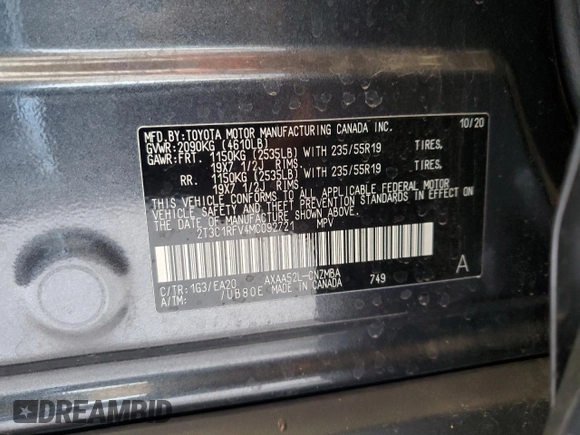 MFD.BY:TOYOTA MOTOR MANUFACTURING CANADA INC. 10/20
GVWR:2090KG (4610LB)
GAWR:FRT. 1150KG (2535LB) WITH 235/55R19 TIRES,
19X7 1/2J RIMS
RR. 1150KG (2535LB) WITH 235/55R19 TIRES,
19X7 1/2J RIMS
THIS VEHICLE CONFORMS TO ALL APPLICABLE FEDERAL MOTOR
VEHICLE SAFETY AND THEFT PREVENTION STANDARDS IN EFFECT ON
THE DATE OF MANUFACTURE SHOWN ABOVE.
2T3C1RFV4MC092721 MPV
C/TR:1G3/EA20 AXAA52L-CNZMBA A
A/TM: /UB80E MADE IN CANADA 749
DREAMBID